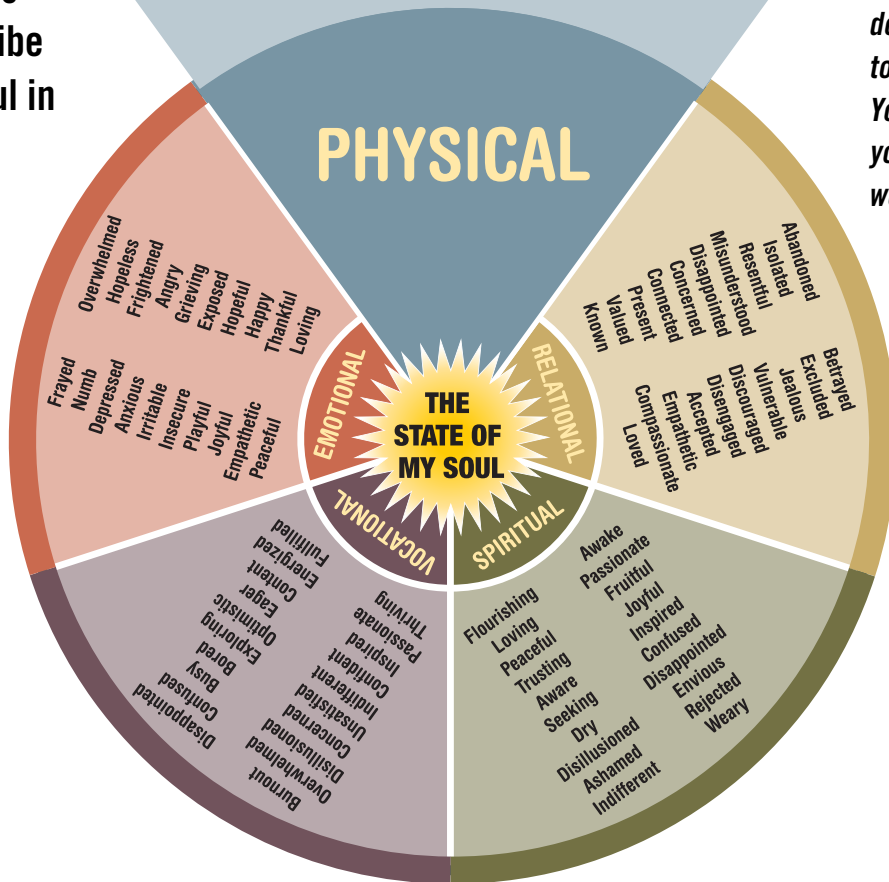 ibe
ul in
to
PHYSICAL
THE
STATE OF
MY SOUL
EMOTIONAL
Overwhelmed
Hopeless
Frightened
Angry
Grieving
Exposed
Hopeful
Happy
Thankful
Loving
Frayed
Numb
Depressed
Anxious
Irritable
Insecure
Playful
Joyful
Empathetic
Peaceful
RELATIONAL
Known
Valued
Present
Connected
Concerned
Disappointed
Misunderstood
Resentful
Isolated
Abandoned
Loved
Compassionate
Empathetic
Accepted
Disengaged
Discouraged
Vulnerable
Jealous
Excluded
Betrayed
SPIRITUAL
Awake
Passionate
Fruitful
Joyful
Inspired
Confused
Disappointed
Envious
Rejected
Weary
Flourishing
Loving
Peaceful
Trusting
Aware
Seeking
Dry
Disillusioned
Ashamed
Indifferent
VOCATIONAL
Fulfilled
Energized
Content
Eager
Optimistic
Exploring
Bored
Busy
Confused
Disappointed
Thriving
Passionate
Inspired
Confident
Indifferent
Unsatisfied
Concerned
Disillusioned
Overwhelmed
Burnout